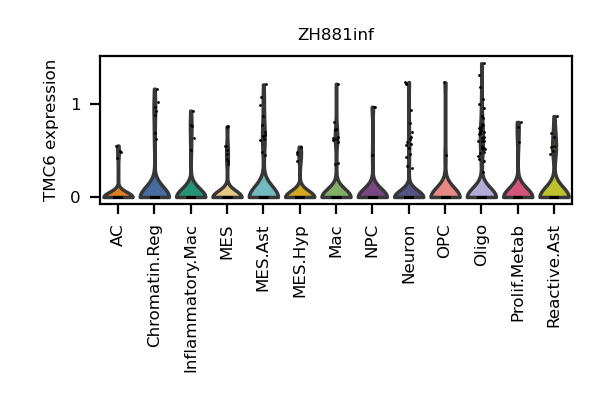 ZH881inf
TMC6 expression
1
0
AC
Chromatin.Reg
Inflammatory.Mac
MES
MES.Ast
MES.Hyp
Mac
NPC
Neuron
OPC
Oligo
Prolif.Metab
Reactive.Ast